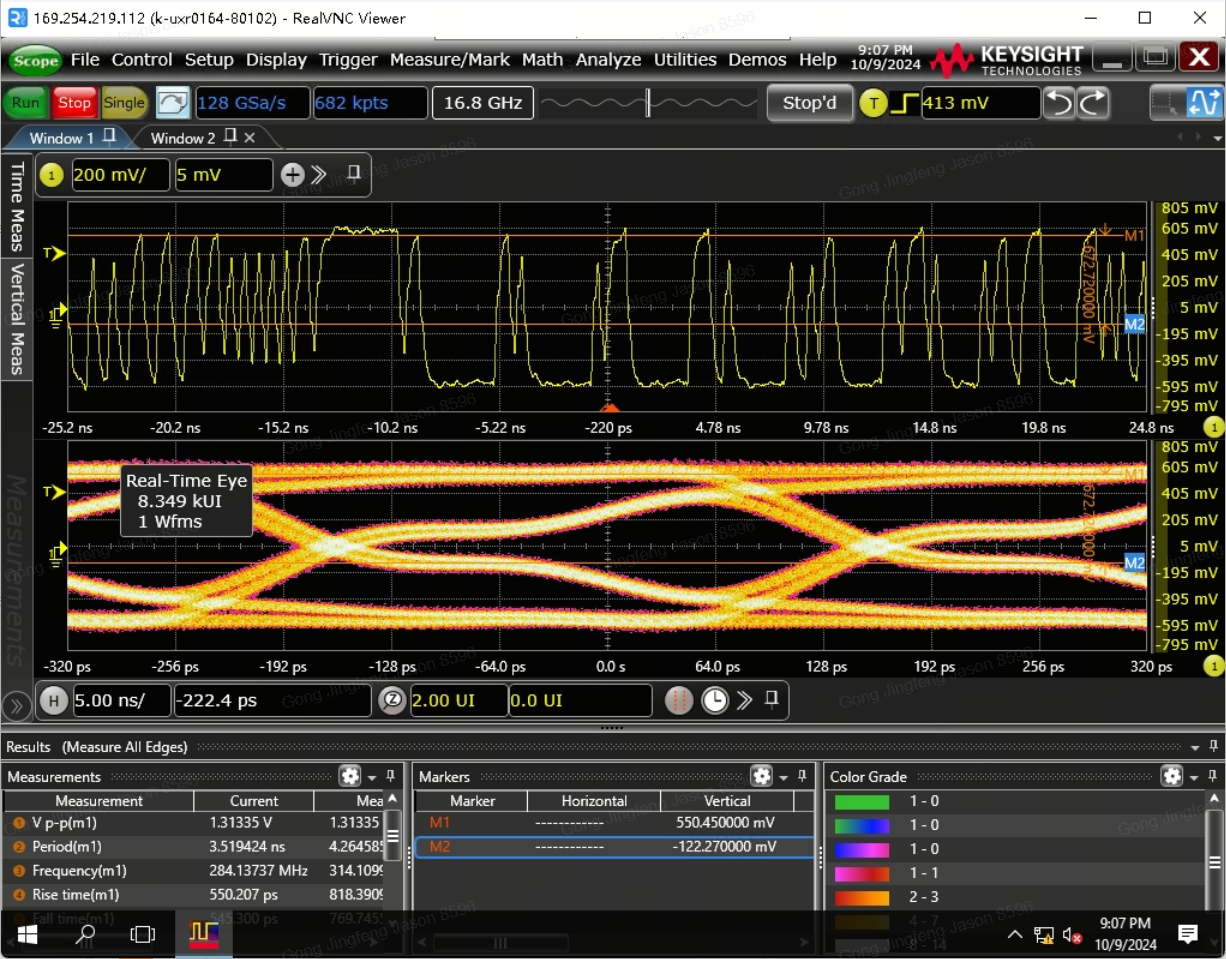 169.254.219.112 (k-uxr0164-80102) - RealVNC Viewer
Scope File Control Setup Display Trigger Measure/Mark Math Analyze Utilities Demos Help 9:07 PM 10/9/2024 KEYSIGHT TECHNOLOGIES
Run Stop Single 128 GSa/s 682 kpts 16.8 GHz Stop'd T 413 mV
Window 1 Window 2
Time Meas
Vertical Meas
Measurements
1 200 mV/ 5 mV
805 mV
605 mV
405 mV
205 mV
5 mV
-195 mV
-395 mV
-595 mV
-795 mV
T
M1
672.720000 mV
M2
-25.2 ns -20.2 ns -15.2 ns -10.2 ns -5.22 ns -220 ps 4.78 ns 9.78 ns 14.8 ns 19.8 ns 24.8 ns 1
805 mV
605 mV
405 mV
205 mV
5 mV
-195 mV
-395 mV
-595 mV
-795 mV
Real-Time Eye
8.349 kUI
1 Wfms
T
M1
672.720000 mV
M2
-320 ps -256 ps -192 ps -128 ps -64.0 ps 0.0 s 64.0 ps 128 ps 192 ps 256 ps 320 ps 1
H 5.00 ns/ -222.4 ps Z 2.00 UI 0.0 UI
Results (Measure All Edges)
Measurements
Measurement Current Mea
1 V p-p(m1) 1.31335 V 1.31335
2 Period(m1) 3.519424 ns 4.264585
3 Frequency(m1) 284.13737 MHz 314.1099
4 Rise time(m1) 550.207 ps 818.3909
5 Fall time(m1) 545.300 ps 769.7455
Markers
Marker Horizontal Vertical
M1 ------------ 550.450000 mV
M2 ------------ -122.270000 mV
Color Grade
1 - 0
1 - 0
1 - 0
1 - 1
2 - 3
4 - 7
8 - 14
9:07 PM
10/9/2024
Gong Jingfeng Jason 8596